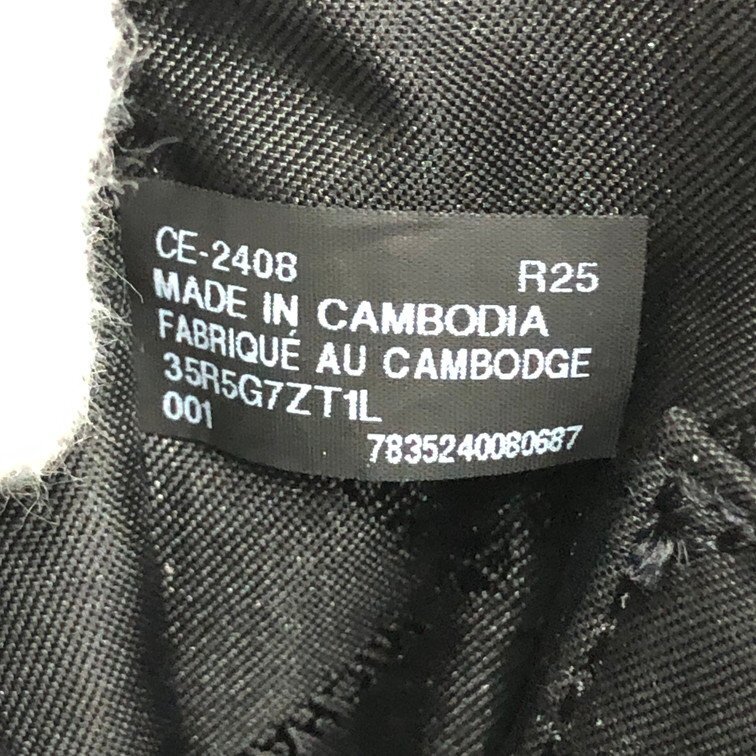 CE-2408
R25
MADE IN CAMBODIA
FABRIQUÉ AU CAMBODGE
35R5G7ZT1L
001
7835240080687